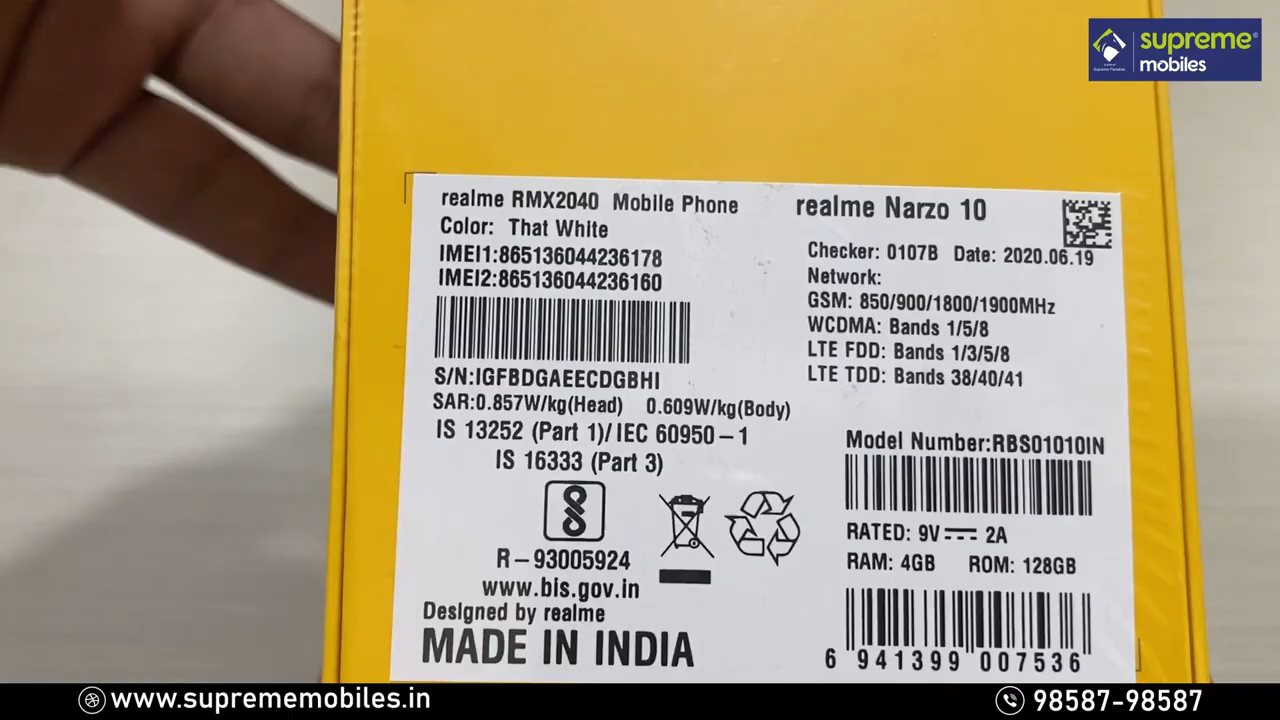 supreme
mobiles
realme RMX2040 Mobile Phone
Color: That White
IMEI1:865136044236178
IMEI2:865136044236160
S/N:IGFBDGAEECDGBHI
SAR:0.857W/kg(Head) 0.609W/kg(Body)
IS 13252 (Part 1)/IEC 60950-1
IS 16333 (Part 3)
R-93005924
www.bis.gov.in
Designed by realme
MADE IN INDIA
realme Narzo 10
Checker: 0107B Date: 2020.06.19
Network:
GSM: 850/900/1800/1900MHz
WCDMA: Bands 1/5/8
LTE FDD: Bands 1/3/5/8
LTE TDD: Bands 38/40/41
Model Number:RBS01010IN
RATED: 9V 2A
RAM: 4GB ROM: 128GB
6 941399 007536
www.suprememobiles.in
98587-98587